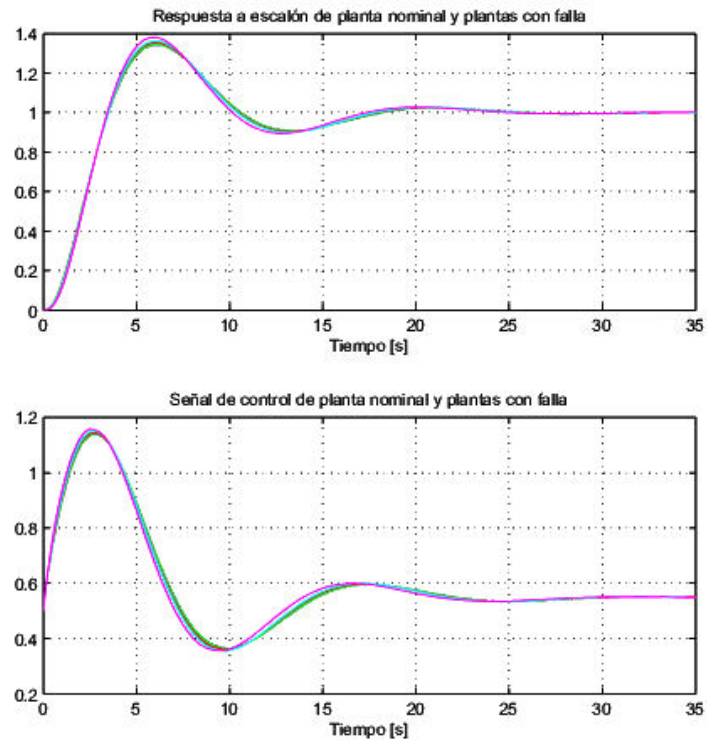 Respuesta a escalón de planta nominal y plantas con falla
1.4
1.2
1
0.8
0.6
0.4
0.2
0
0 5 10 15 20 25 30 35
Tiempo [s]
Señal de control de planta nominal y plantas con falla
1.2
1
0.8
0.6
0.4
0.2
0 5 10 15 20 25 30 35
Tiempo [s]